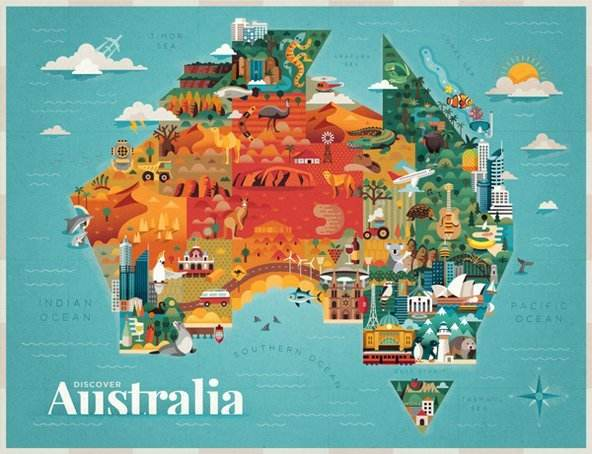 TIMOR
SEA
ARAFURA
SEA
CORAL SEA
INDIAN
OCEAN
PACIFIC
OCEAN
SOUTHERN OCEAN
TASMAN
SEA
DISCOVER
Australia